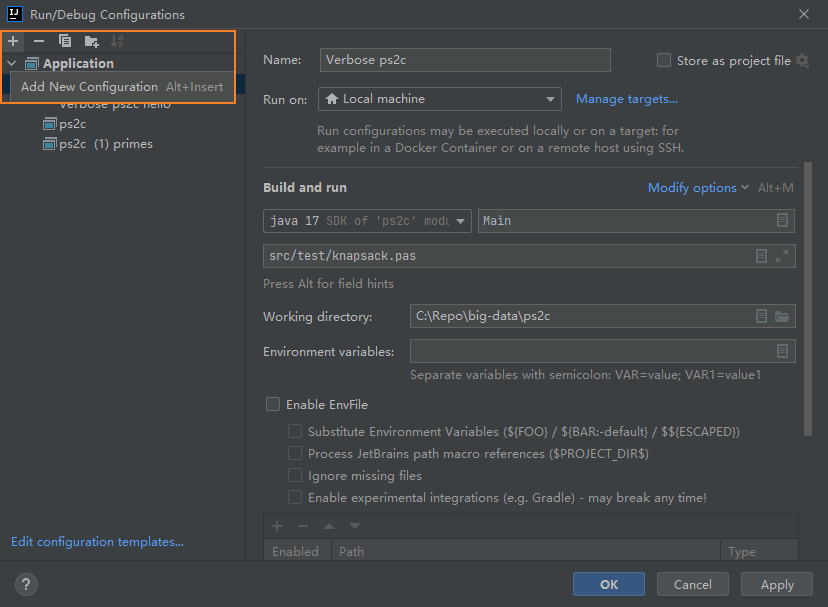 IJ Run/Debug Configurations
Application
Add New Configuration Alt+Insert
Verbose ps2c hello
ps2c
ps2c (1) primes
Edit configuration templates...
Name: Verbose ps2c
Store as project file
Run on: Local machine Manage targets...
Run configurations may be executed locally or on a target: for
example in a Docker Container or on a remote host using SSH.
Build and run Modify options Alt+M
java 17 SDK of 'ps2c' modu Main
src/test/knapsack.pas
Press Alt for field hints
Working directory: C:\Repo\big-data\ps2c
Environment variables:
Separate variables with semicolon: VAR=value; VAR1=value1
Enable EnvFile
Substitute Environment Variables (${FOO} / ${BAR:-default} / $${ESCAPED})
Process JetBrains path macro references ($PROJECT_DIR$)
Ignore missing files
Enable experimental integrations (e.g. Gradle) - may break any time!
Enabled Path Type
? OK Cancel Apply